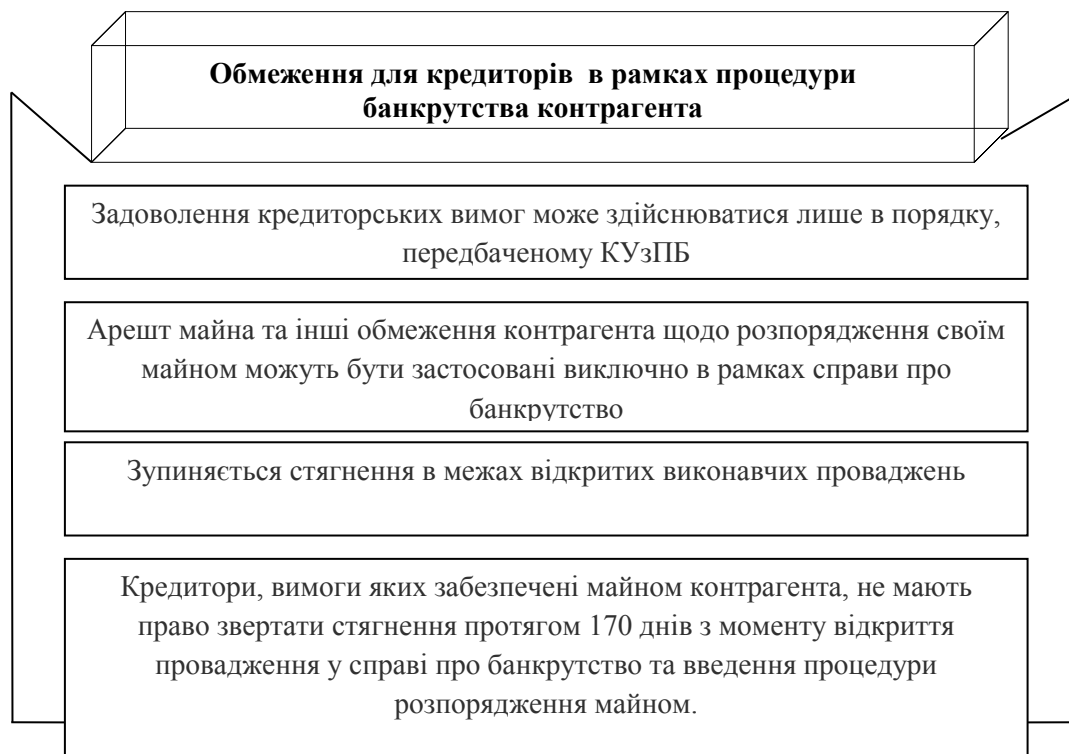 Обмеження для кредиторів в рамках процедури
банкрутства контрагента
Задоволення кредиторських вимог може здійснюватися лише в порядку,
передбаченому КУзПБ
Арешт майна та інші обмеження контрагента щодо розпорядження своїм
майном можуть бути застосовані виключно в рамках справи про
банкрутство
Зупиняється стягнення в межах відкритих виконавчих проваджень
Кредитори, вимоги яких забезпечені майном контрагента, не мають
право звертати стягнення протягом 170 днів з моменту відкриття
провадження у справі про банкрутство та введення процедури
розпорядження майном.